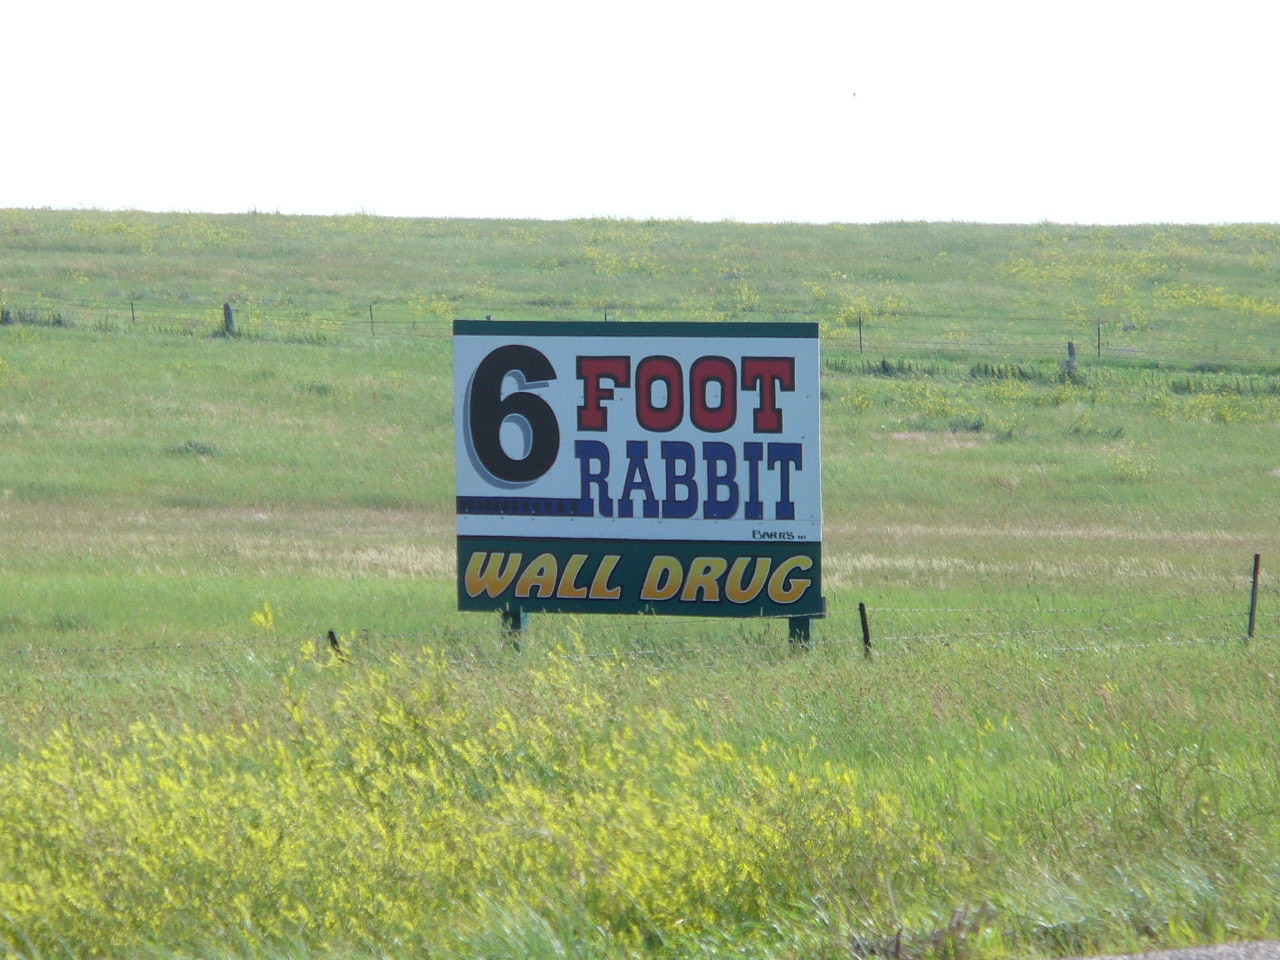 6 FOOT
RABBIT
BARR'S
WALL DRUG